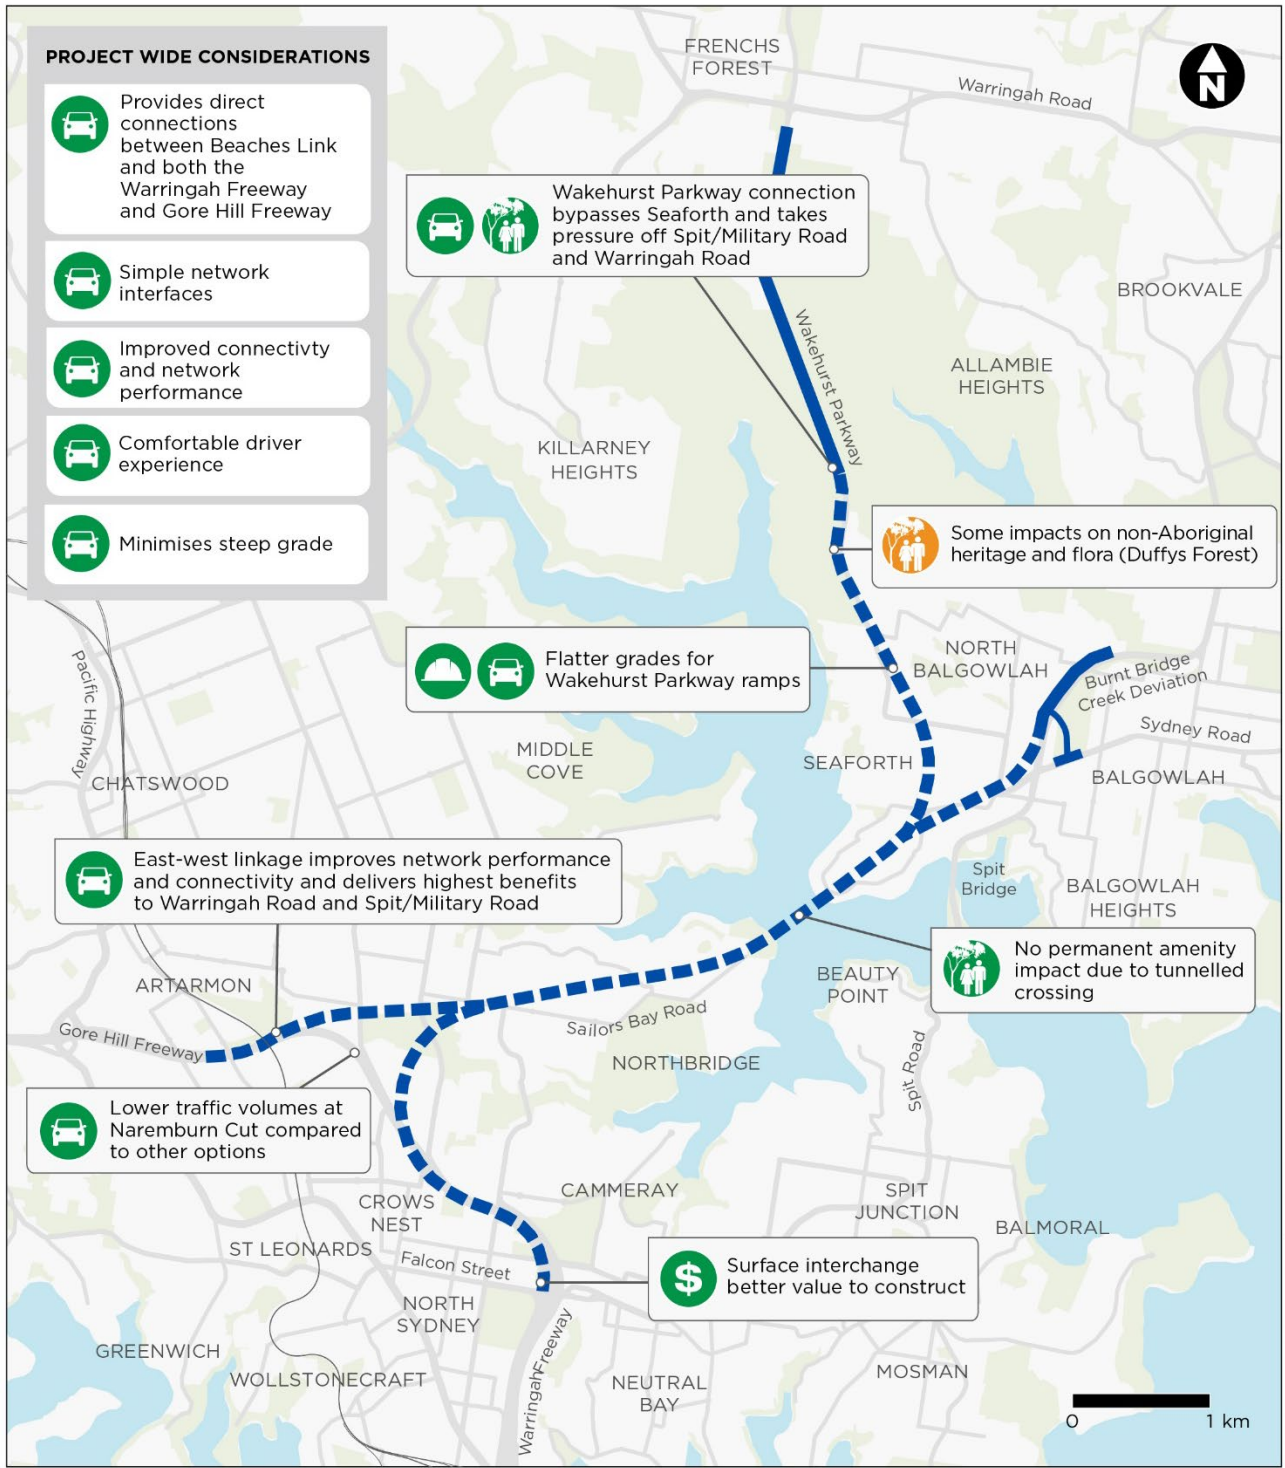 PROJECT WIDE CONSIDERATIONS
Provides direct
connections
between Beaches Link
and both the
Warringah Freeway
and Gore Hill Freeway
Simple network
interfaces
Improved connectivty
and network
performance
Comfortable driver
experience
Minimises steep grade
FRENCHS
FOREST
Warringah Road
N
Wakehurst Parkway connection
bypasses Seaforth and takes
pressure off Spit/Military Road
and Warringah Road
BROOKVALE
Wakehurst Parkway
ALLAMBIE
HEIGHTS
KILLARNEY
HEIGHTS
Some impacts on non-Aboriginal
heritage and flora (Duffys Forest)
Flatter grades for
Wakehurst Parkway ramps
NORTH
BALGOWLAH
Burnt Bridge
Creek Deviation
Sydney Road
Pacific Highway
MIDDLE
COVE
SEAFORTH
BALGOWLAH
CHATSWOOD
East-west linkage improves network performance
and connectivity and delivers highest benefits
to Warringah Road and Spit/Military Road
Spit
Bridge
BALGOWLAH
HEIGHTS
No permanent amenity
impact due to tunnelled
crossing
ARTARMON
BEAUTY
POINT
Gore Hill Freeway
Sailors Bay Road
NORTHBRIDGE
Spit Road
Lower traffic volumes at
Naremburn Cut compared
to other options
CROWS
NEST
CAMMERAY
SPIT
JUNCTION
BALMORAL
ST LEONARDS
Falcon Street
$
Surface interchange
better value to construct
NORTH
SYDNEY
GREENWICH
WOLLSTONECRAFT
Warringah Freeway
NEUTRAL
BAY
MOSMAN
0
1 km